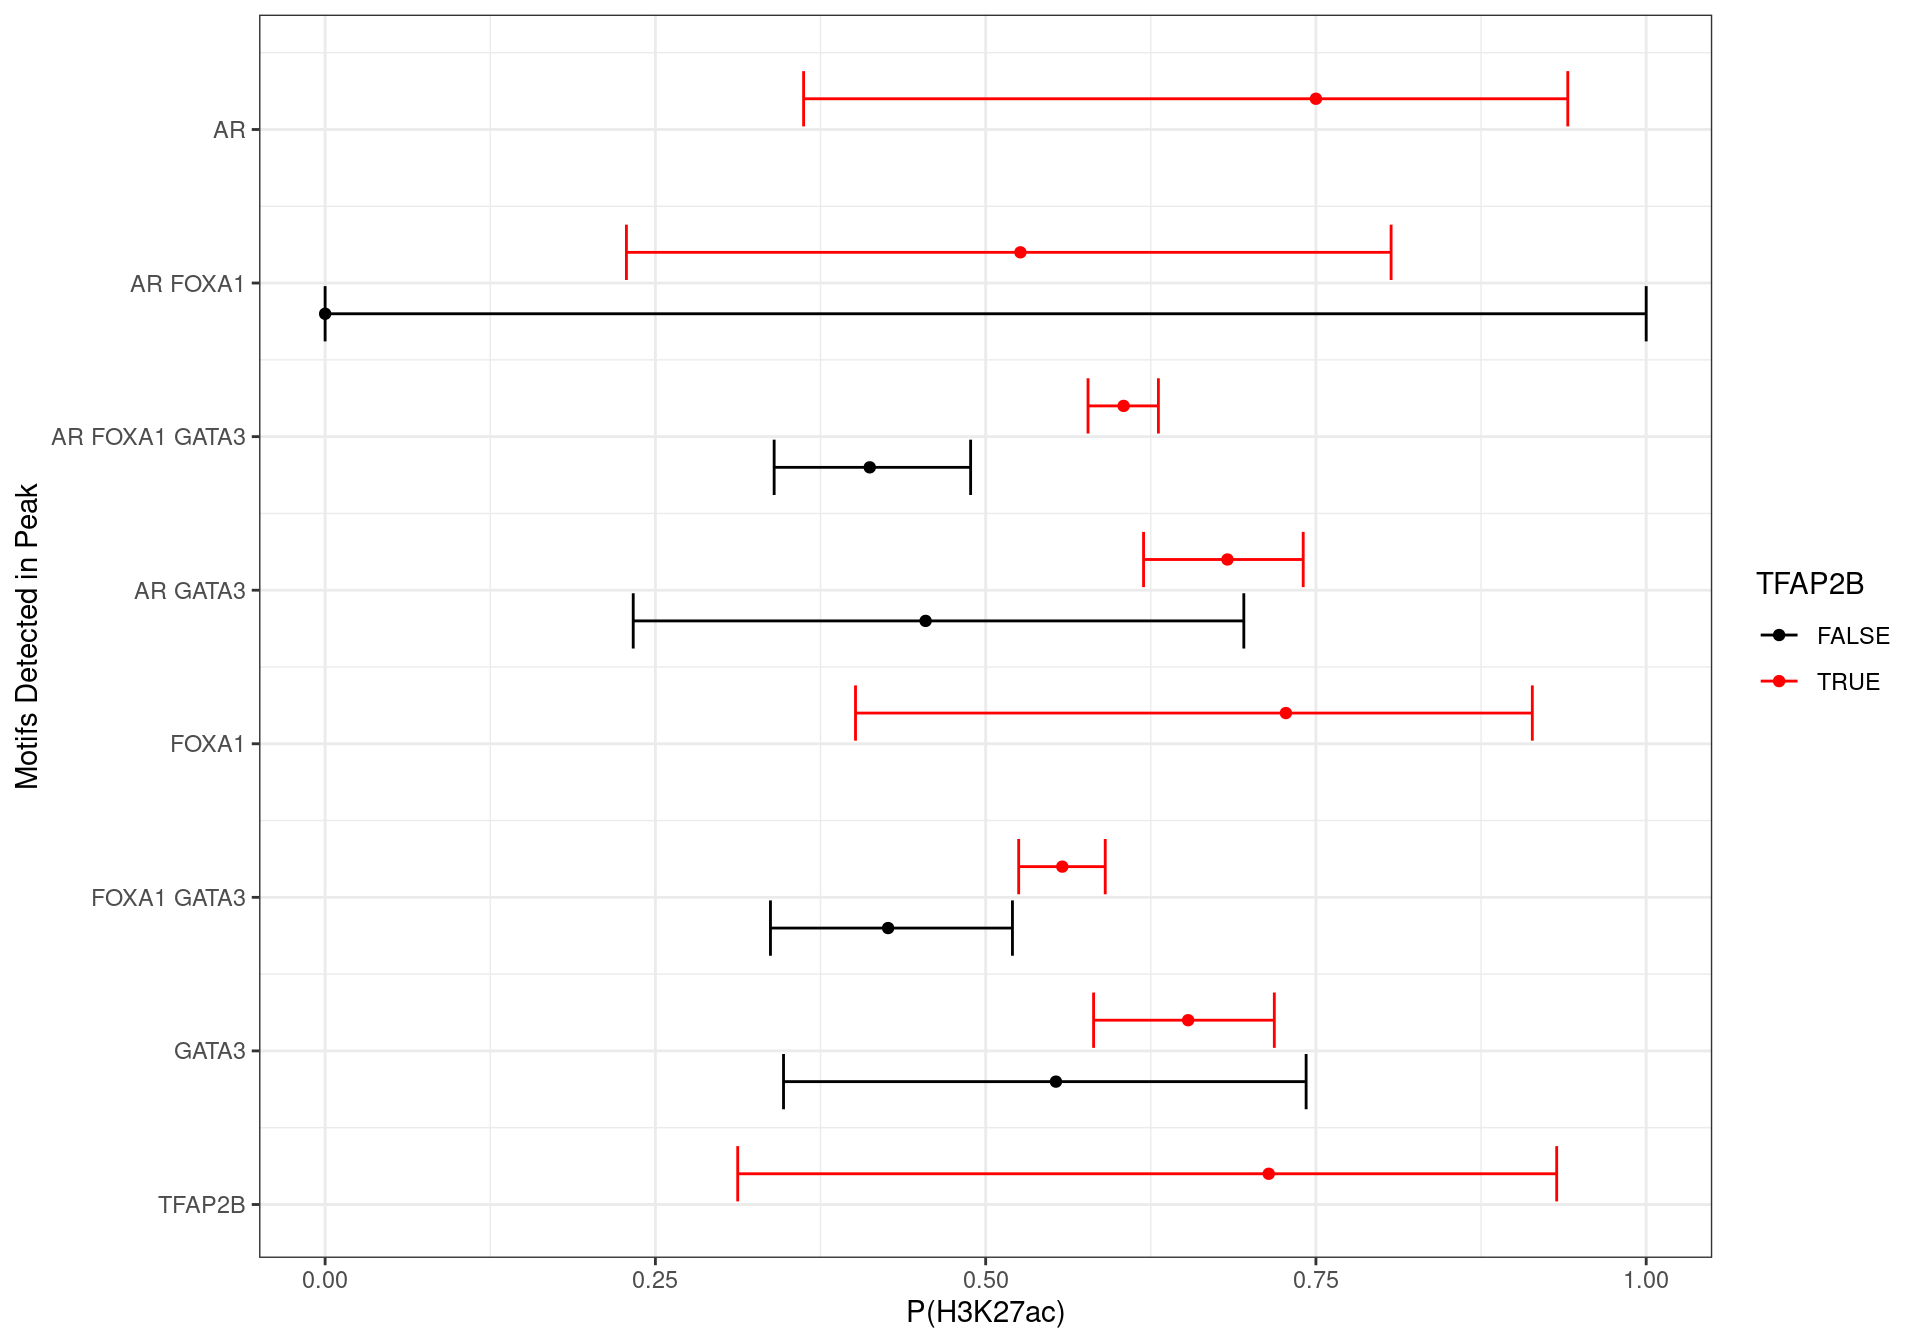 AR
AR FOXA1
AR FOXA1 GATA3
AR GATA3
FOXA1
FOXA1 GATA3
GATA3
TFAP2B
Motifs Detected in Peak
0.00
0.25
0.50
0.75
1.00
P(H3K27ac)
TFAP2B
FALSE
TRUE